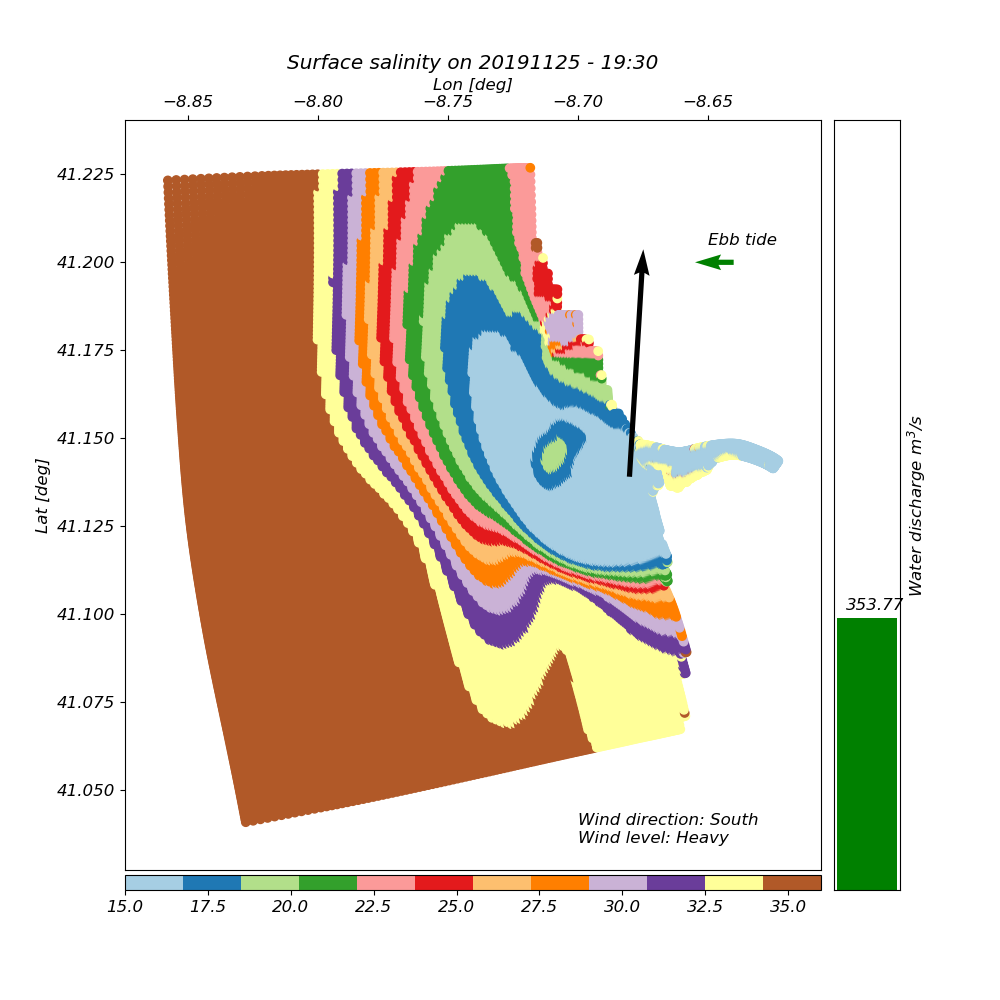 Surface salinity on 20191125 - 19:30
Lon [deg]
−8.85 −8.80 −8.75 −8.70 −8.65
41.225
41.200
41.175
41.150
41.125
41.100
41.075
41.050
Lat [deg]
Ebb tide
Wind direction: South
Wind level: Heavy
353.77
Water discharge m³/s
15.0 17.5 20.0 22.5 25.0 27.5 30.0 32.5 35.0